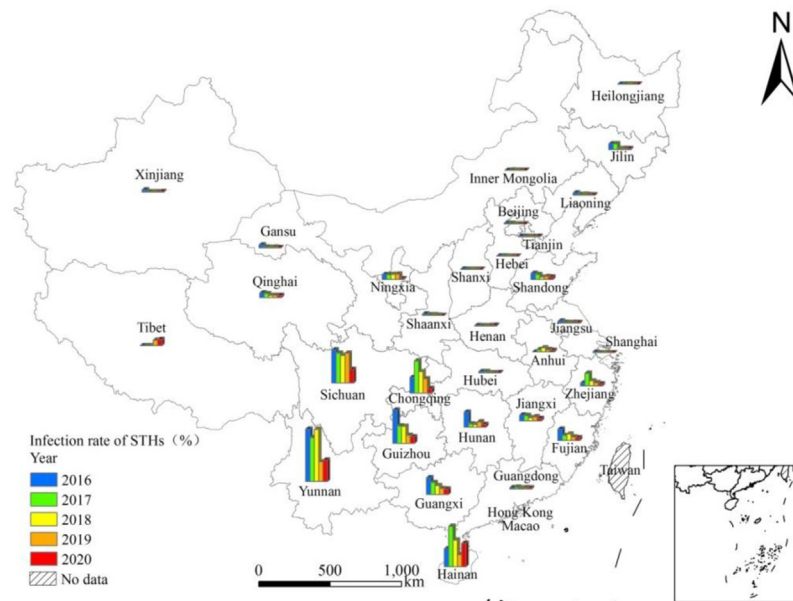 N
Heilongjiang
Jilin
Xinjiang
Inner Mongolia
Liaoning
Beijing
Gansu
Tianjin
Hebei
Qinghai
Ningxia
Shanxi
Shandong
Tibet
Shaanxi
Henan
Jiangsu
Shanghai
Anhui
Sichuan
Chongqing
Hubei
Zhejiang
Jiangxi
Hunan
Guizhou
Fujian
Infection rate of STHs（%）
Year
2016
2017
2018
2019
2020
No data
Yunnan
Guangxi
Guangdong
Taiwan
Hong Kong
Macao
Hainan
0 500 1,000
km